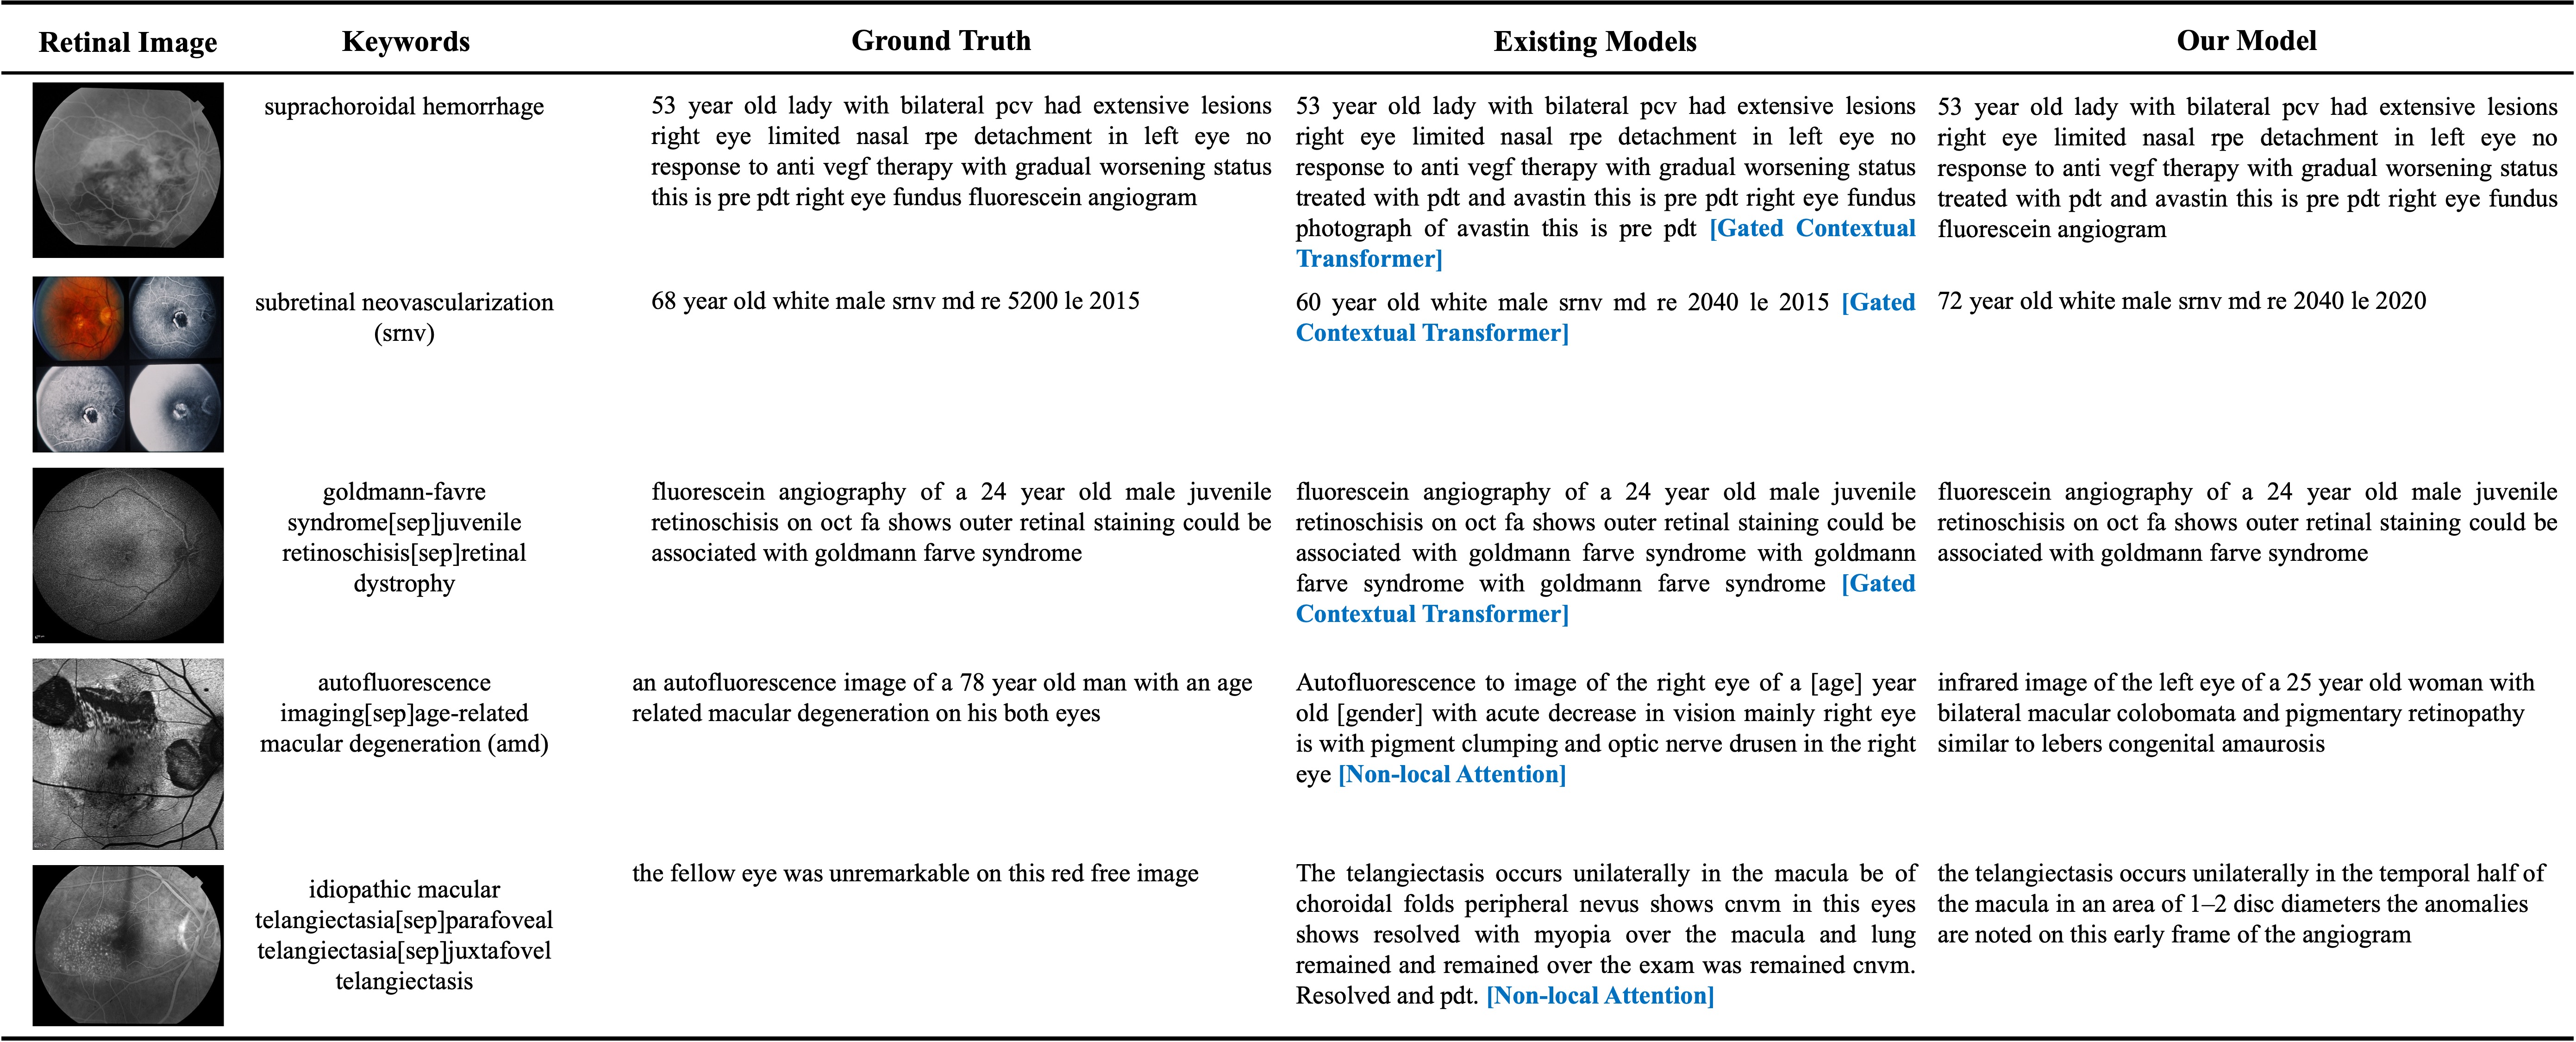 Retinal Image Keywords Ground Truth Existing Models Our Model
suprachoroidal hemorrhage
53 year old lady with bilateral pcv had extensive lesions
right eye limited nasal rpe detachment in left eye no
response to anti vegf therapy with gradual worsening status
this is pre pdt right eye fundus fluorescein angiogram
53 year old lady with bilateral pcv had extensive lesions
right eye limited nasal rpe detachment in left eye no
response to anti vegf therapy with gradual worsening status
treated with pdt and avastin this is pre pdt right eye fundus
photograph of avastin this is pre pdt [Gated Contextual
Transformer]
53 year old lady with bilateral pcv had extensive lesions
right eye limited nasal rpe detachment in left eye no
response to anti vegf therapy with gradual worsening status
treated with pdt and avastin this is pre pdt right eye fundus
fluorescein angiogram
subretinal neovascularization
(srnv)
68 year old white male srnv md re 5200 le 2015
60 year old white male srnv md re 2040 le 2015 [Gated
Contextual Transformer]
72 year old white male srnv md re 2040 le 2020
goldmann-favre
syndrome[sep]juvenile
retinoschisis[sep]retinal
dystrophy
fluorescein angiography of a 24 year old male juvenile
retinoschisis on oct fa shows outer retinal staining could be
associated with goldmann farve syndrome
fluorescein angiography of a 24 year old male juvenile
retinoschisis on oct fa shows outer retinal staining could be
associated with goldmann farve syndrome with goldmann
farve syndrome with goldmann farve syndrome [Gated
Contextual Transformer]
fluorescein angiography of a 24 year old male juvenile
retinoschisis on oct fa shows outer retinal staining could be
associated with goldmann farve syndrome
autofluorescence
imaging[sep]age-related
macular degeneration (amd)
an autofluorescence image of a 78 year old man with an age
related macular degeneration on his both eyes
Autofluorescence to image of the right eye of a [age] year
old [gender] with acute decrease in vision mainly right eye
is with pigment clumping and optic nerve drusen in the right
eye [Non-local Attention]
infrared image of the left eye of a 25 year old woman with
bilateral macular colobomata and pigmentary retinopathy
similar to lebers congenital amaurosis
idiopathic macular
telangiectasia[sep]parafoveal
telangiectasia[sep]juxtafovel
telangiectasis
the fellow eye was unremarkable on this red free image
The telangiectasis occurs unilaterally in the macula be of
choroidal folds peripheral nevus shows cnvm in this eyes
shows resolved with myopia over the macula and lung
remained and remained over the exam was remained cnvm.
Resolved and pdt. [Non-local Attention]
the telangiectasis occurs unilaterally in the temporal half of
the macula in an area of 1–2 disc diameters the anomalies
are noted on this early frame of the angiogram